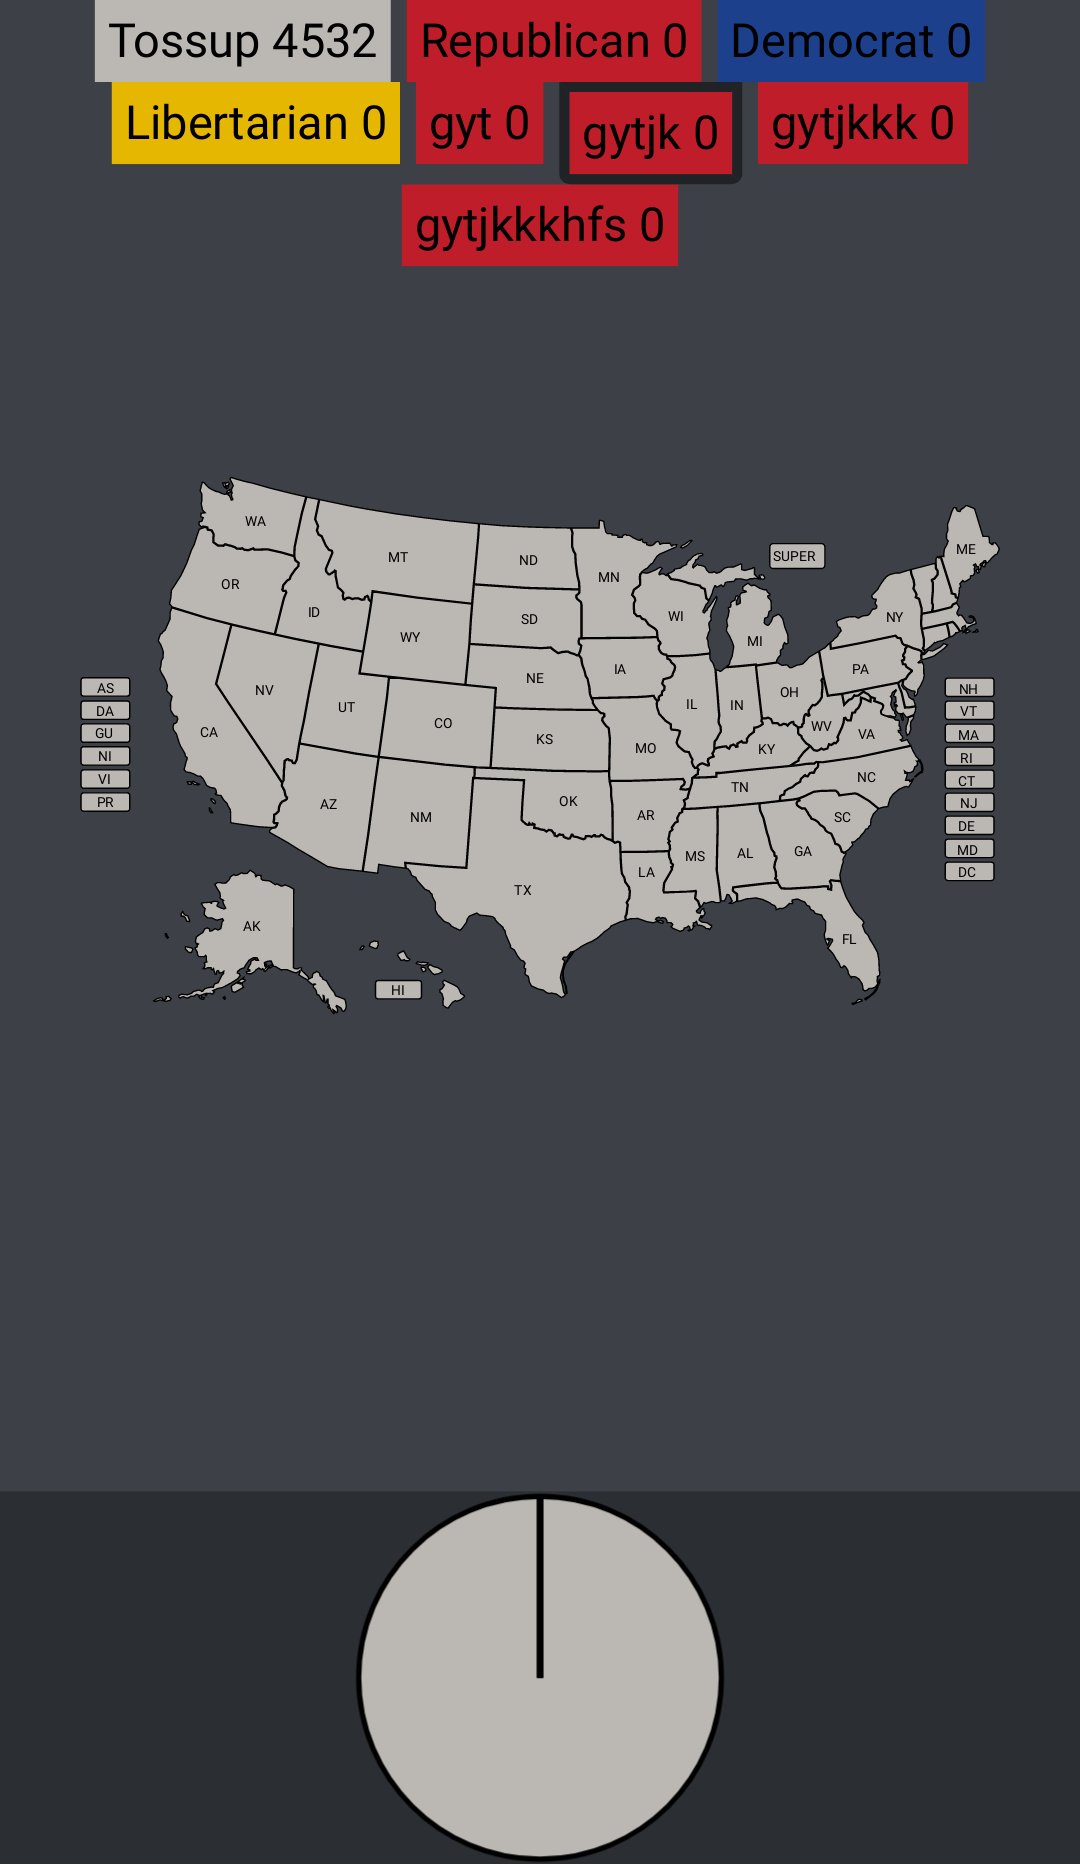 Tossup 4532 Republican 0 Democrat 0
Libertarian 0 gyt 0 gytjk 0 gytjkkk 0
gytjkkkhfs 0
WA
MT
ND
MN
SUPER
ME
OR
ID
SD
WI
NY
WY
MI
NV
UT
CO
NE
IA
IL
IN
OH
PA
CA
KS
MO
KY
WV
VA
AZ
NM
OK
AR
TN
NC
SC
TX
LA
MS
AL
GA
FL
AK
HI
AS
DA
GU
NI
VI
PR
NH
VT
MA
RI
CT
NJ
DE
MD
DC